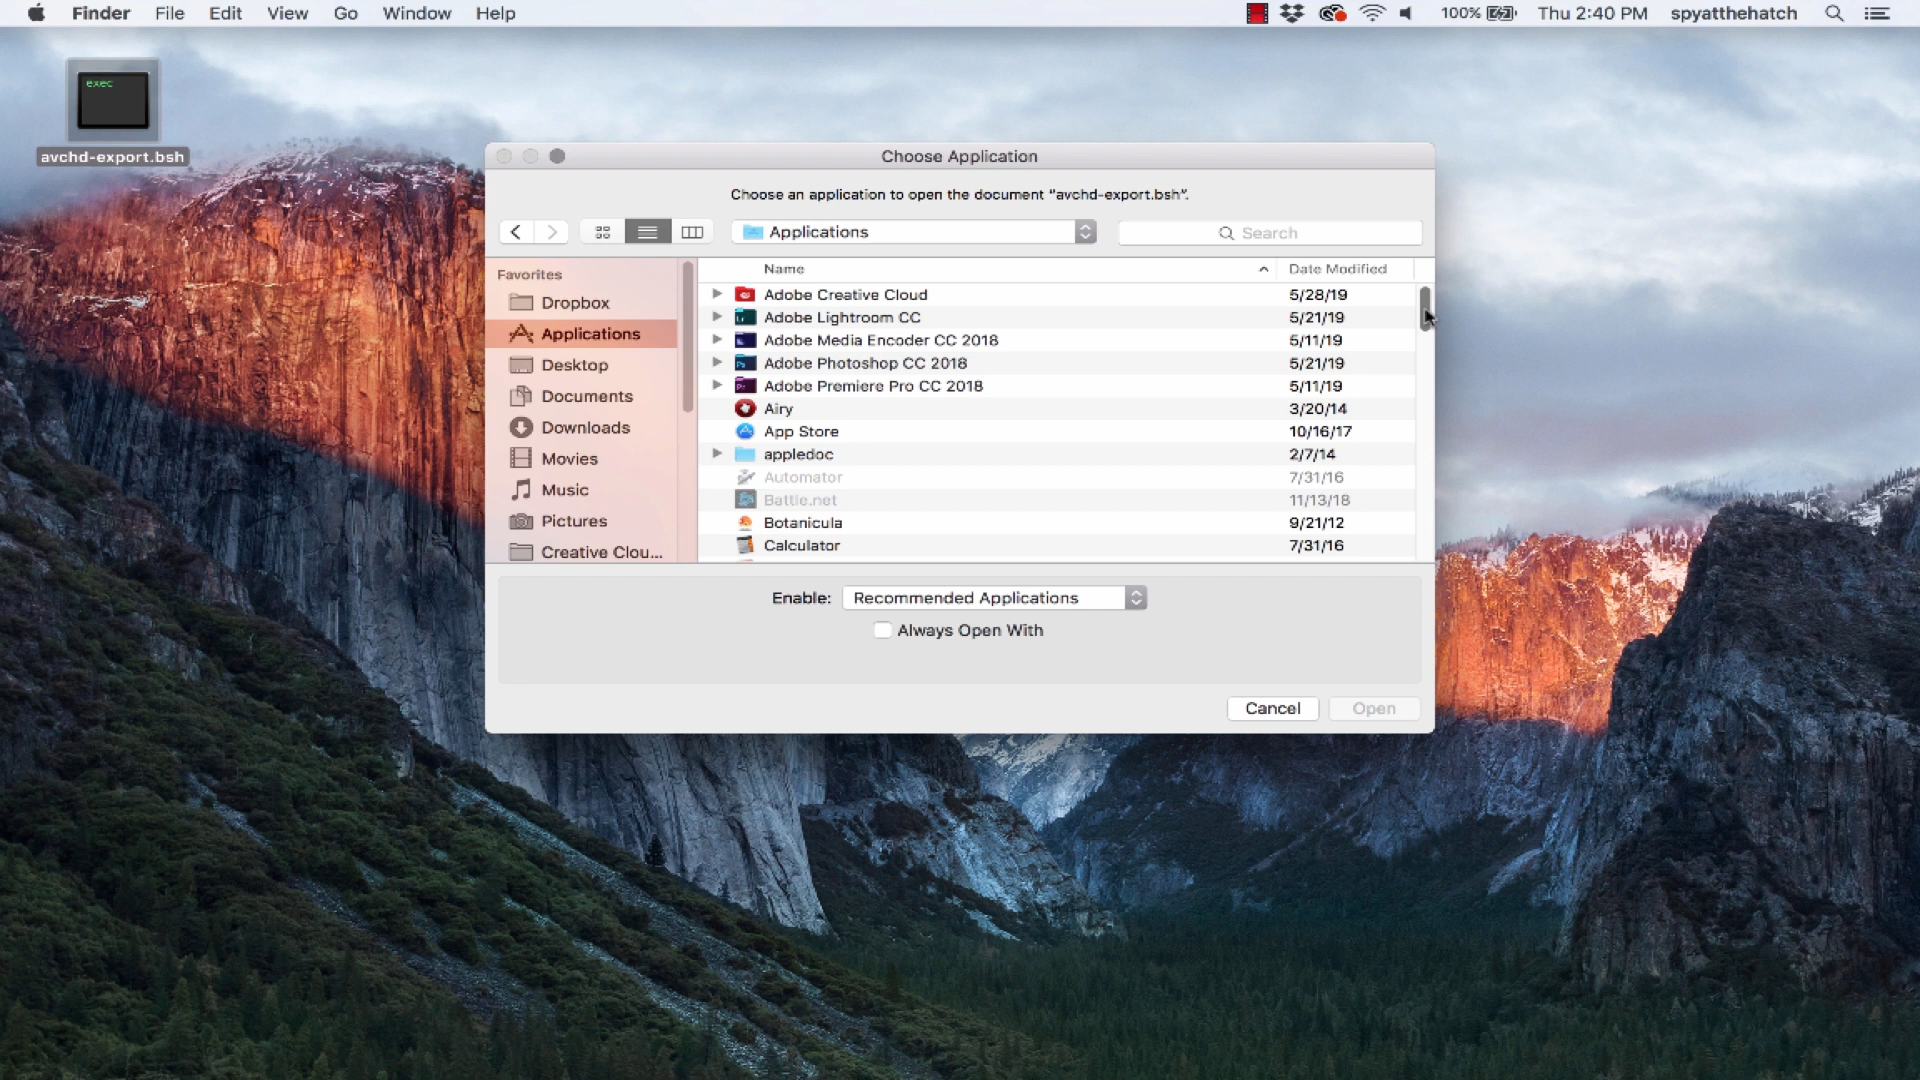 Finder File Edit View Go Window Help 100% Thu 2:40 PM spyatthehatch
exec
avchd-export.bsh
Choose Application
Choose an application to open the document "avchd-export.bsh".
Applications
Search
Favorites
Dropbox
Applications
Desktop
Documents
Downloads
Movies
Music
Pictures
Creative Clou...
Name Date Modified
Adobe Creative Cloud 5/28/19
Adobe Lightroom CC 5/21/19
Adobe Media Encoder CC 2018 5/11/19
Adobe Photoshop CC 2018 5/21/19
Adobe Premiere Pro CC 2018 5/11/19
Airy 3/20/14
App Store 10/16/17
appledoc 2/7/14
Automator 7/31/16
Battle.net 11/13/18
Botanicula 9/21/12
Calculator 7/31/16
Enable: Recommended Applications
Always Open With
Cancel Open